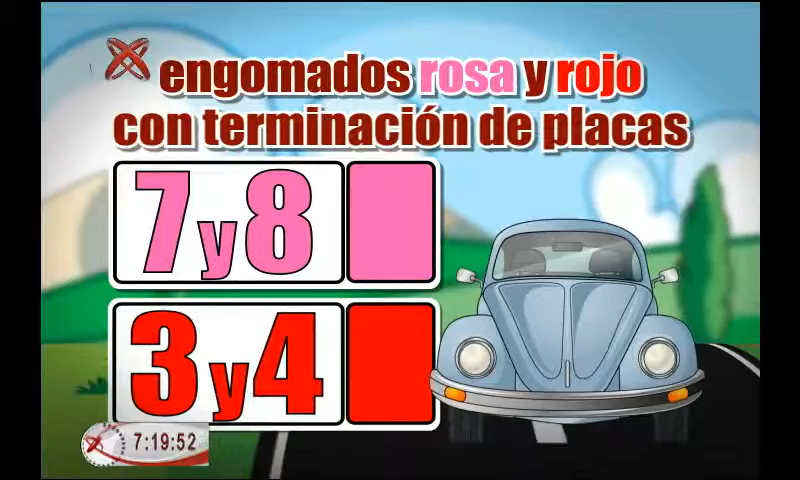 engomados rosa y rojo
con terminación de placas
7 y 8
3 y 4
7:19:52